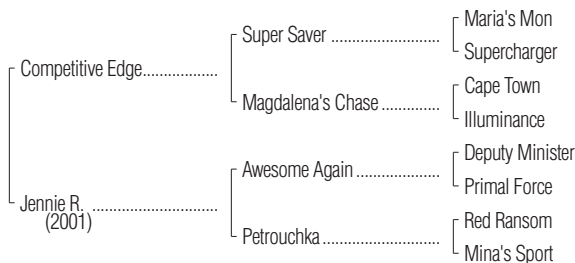 Maria's Mon
Super Saver ............................
Supercharger
Competitive Edge...................
Cape Town
Magdalena's Chase ...............
Illuminance
Deputy Minister
Awesome Again .....................
Primal Force
Jennie R. ................................
(2001)
Red Ransom
Petrouchka .............................
Mina's Sport